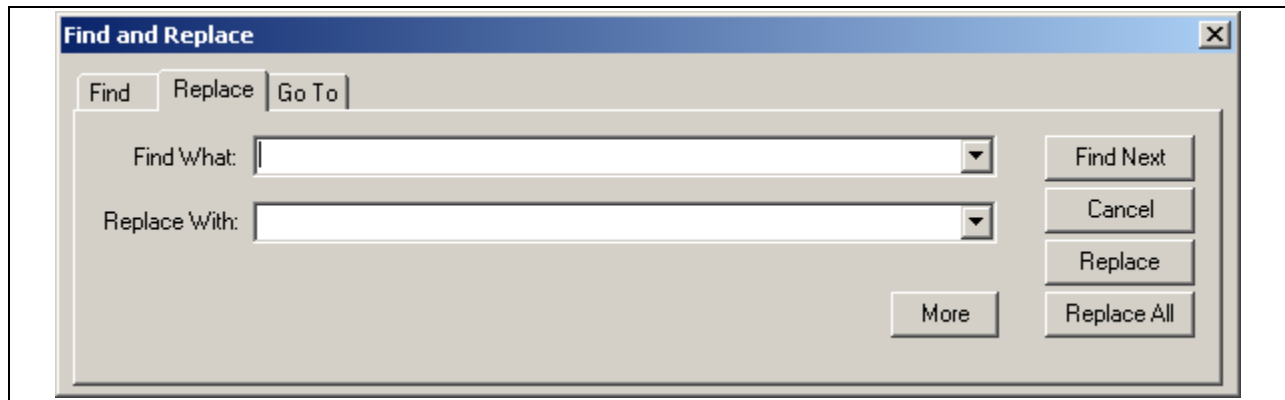 Find and Replace
Find Replace Go To
Find What: Find Next
Cancel
Replace With:
Replace
More Replace All